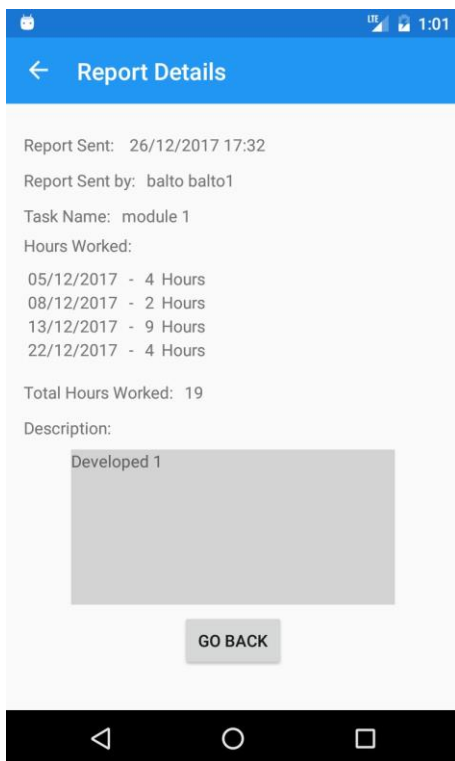 LTE 1:01
Report Details
Report Sent: 26/12/2017 17:32
Report Sent by: balto balto1
Task Name: module 1
Hours Worked:
05/12/2017 - 4 Hours
08/12/2017 - 2 Hours
13/12/2017 - 9 Hours
22/12/2017 - 4 Hours
Total Hours Worked: 19
Description:
Developed 1
GO BACK